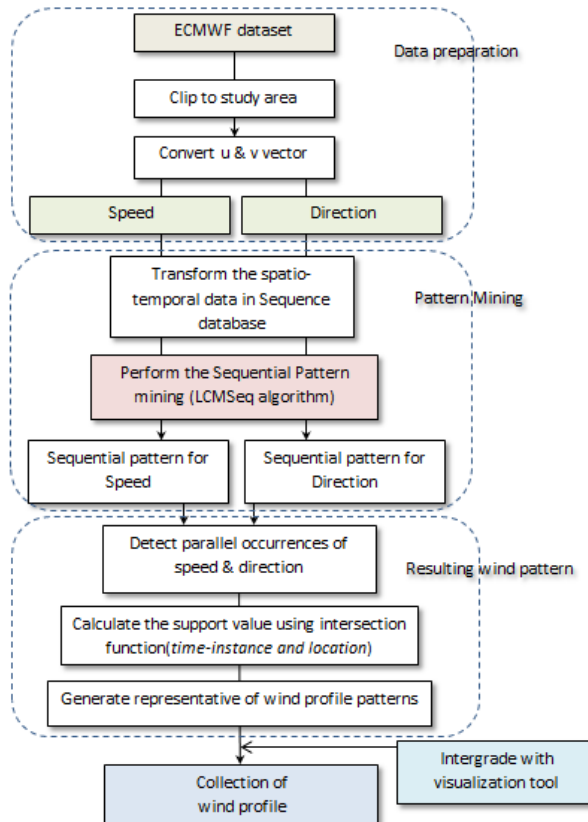 ECMWF dataset
Data preparation
Clip to study area
Convert u & v vector
Speed
Direction
Transform the spatio-
temporal data in Sequence
database
Pattern Mining
Perform the Sequential Pattern
mining (LCMSeq algorithm)
Sequential pattern for
Speed
Sequential pattern for
Direction
Detect parallel occurrences of
speed & direction
Resulting wind pattern
Calculate the support value using intersection
function(time-instance and location)
Generate representative of wind profile patterns
Intergrade with
visualization tool
Collection of
wind profile